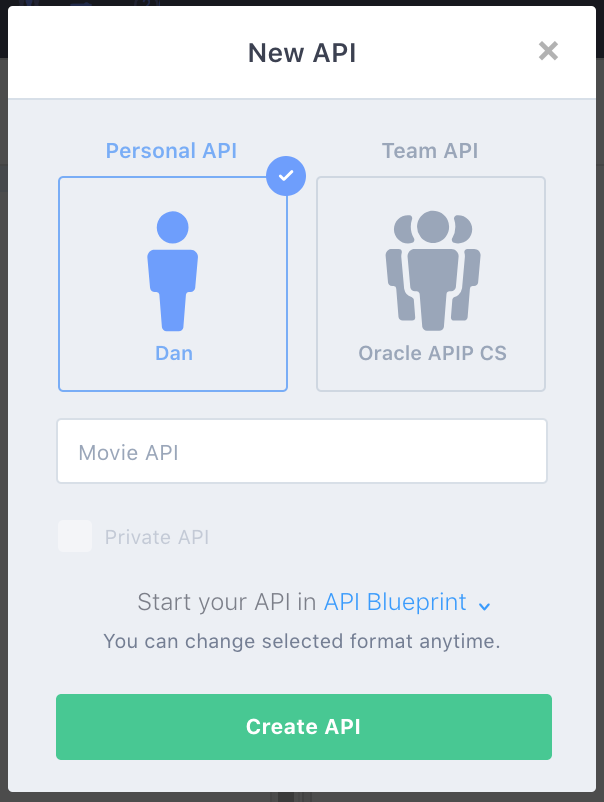 New API
Personal API
Team API
Dan
Oracle APIP CS
Movie API
Private API
Start your API in API Blueprint
You can change selected format anytime.
Create API